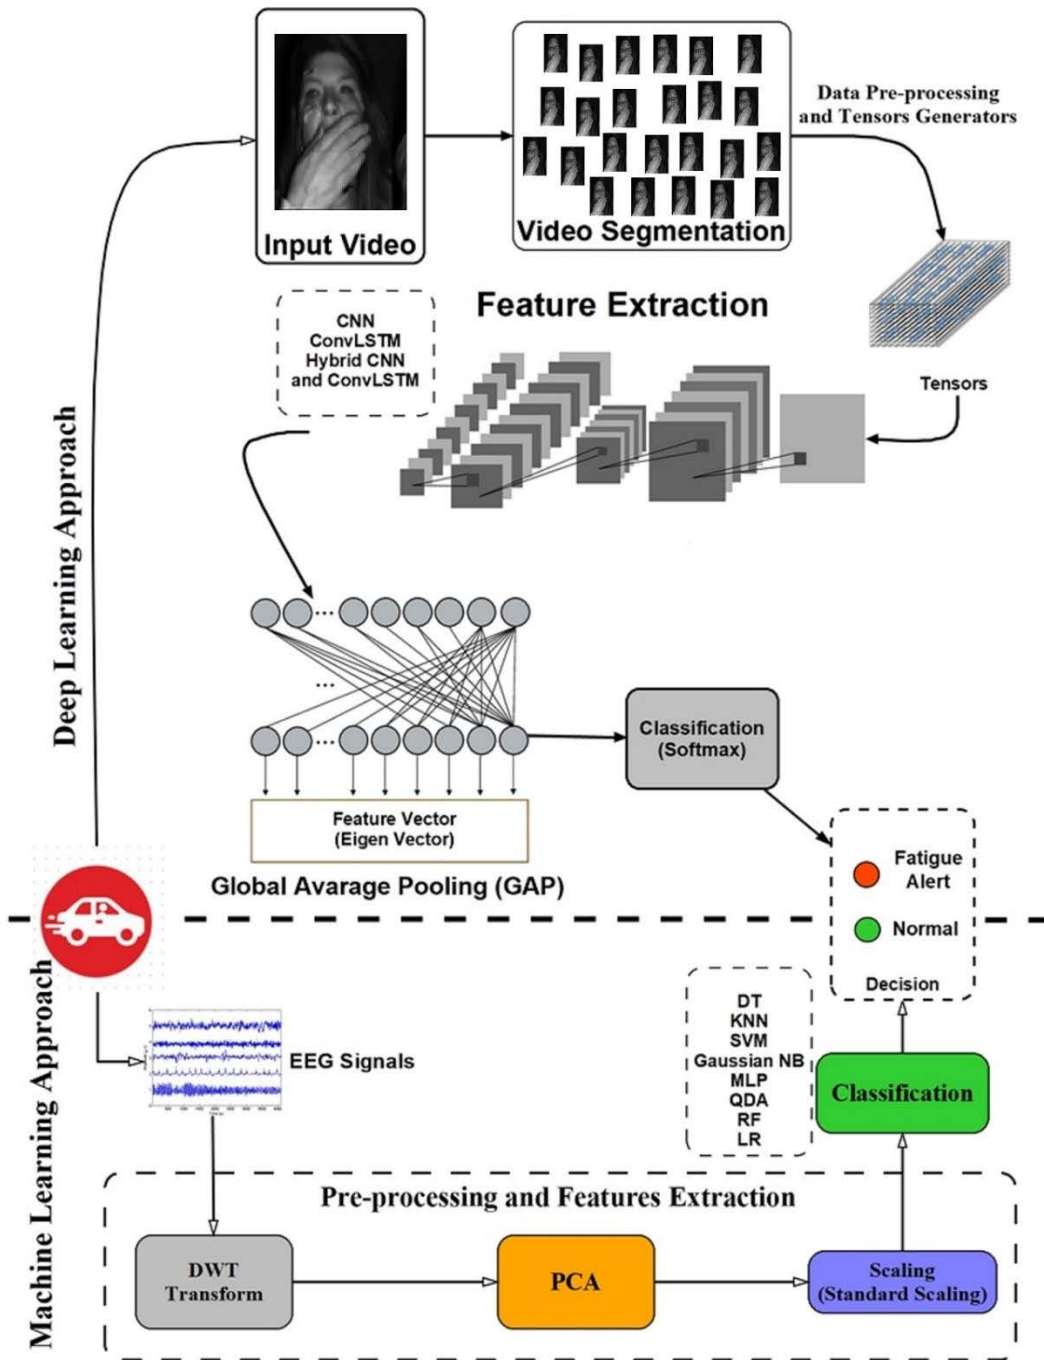 Input Video
Video Segmentation
Data Pre-processing
and Tensors Generators
Feature Extraction
CNN
ConvLSTM
Hybrid CNN
and ConvLSTM
Tensors
Deep Learning Approach
...
...
...
Classification
(Softmax)
Feature Vector
(Eigen Vector)
Global Avarage Pooling (GAP)
Fatigue
Alert
Normal
Decision
Machine Learning Approach
EEG Signals
DT
KNN
SVM
Gaussian NB
MLP
QDA
RF
LR
Classification
Pre-processing and Features Extraction
DWT
Transform
PCA
Scaling
(Standard Scaling)